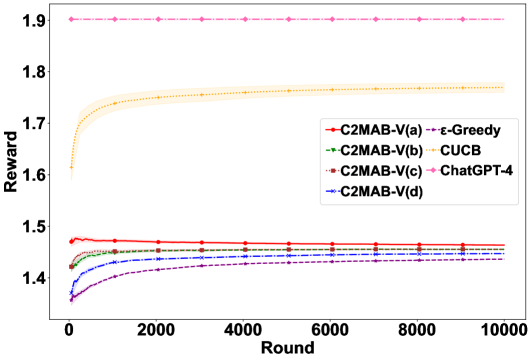 1.9
1.8
1.7
1.6
1.5
1.4
Reward
C2MAB-V(a)
C2MAB-V(b)
C2MAB-V(c)
C2MAB-V(d)
ε-Greedy
CUCB
ChatGPT-4
0 2000 4000 6000 8000 10000
Round